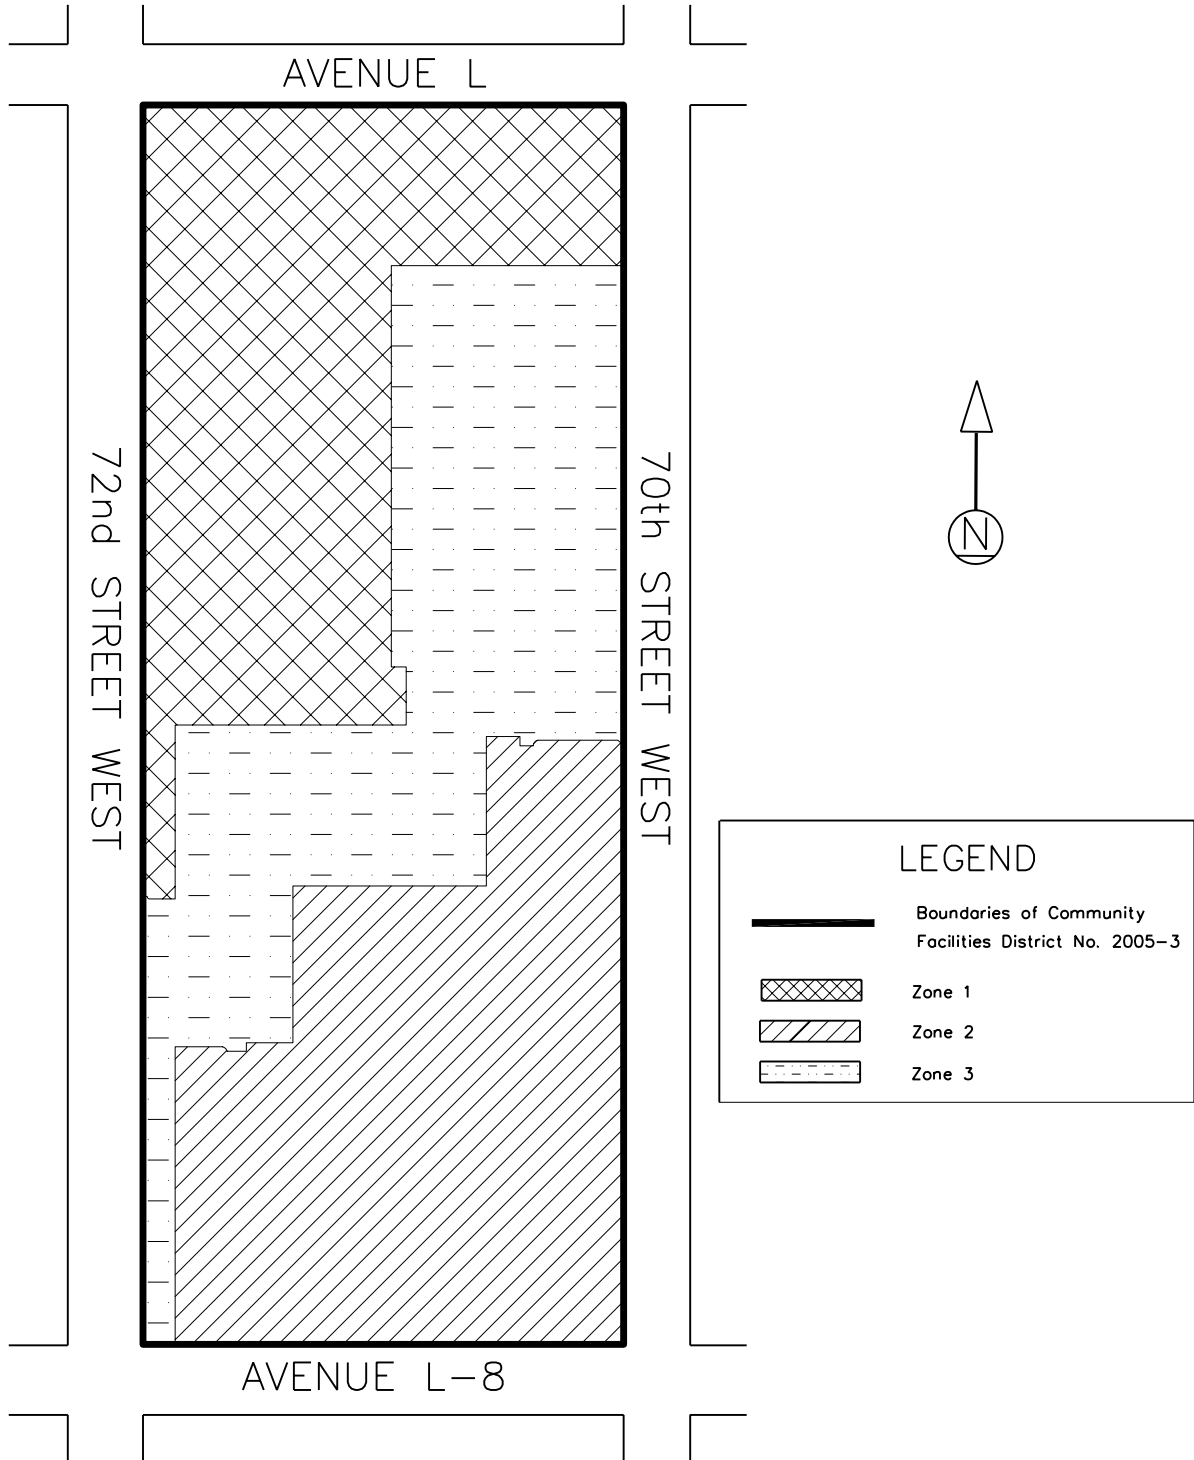 AVENUE L
72nd STREET WEST
70th STREET WEST
N
LEGEND
Boundaries of Community
Facilities District No. 2005-3
Zone 1
Zone 2
Zone 3
AVENUE L-8